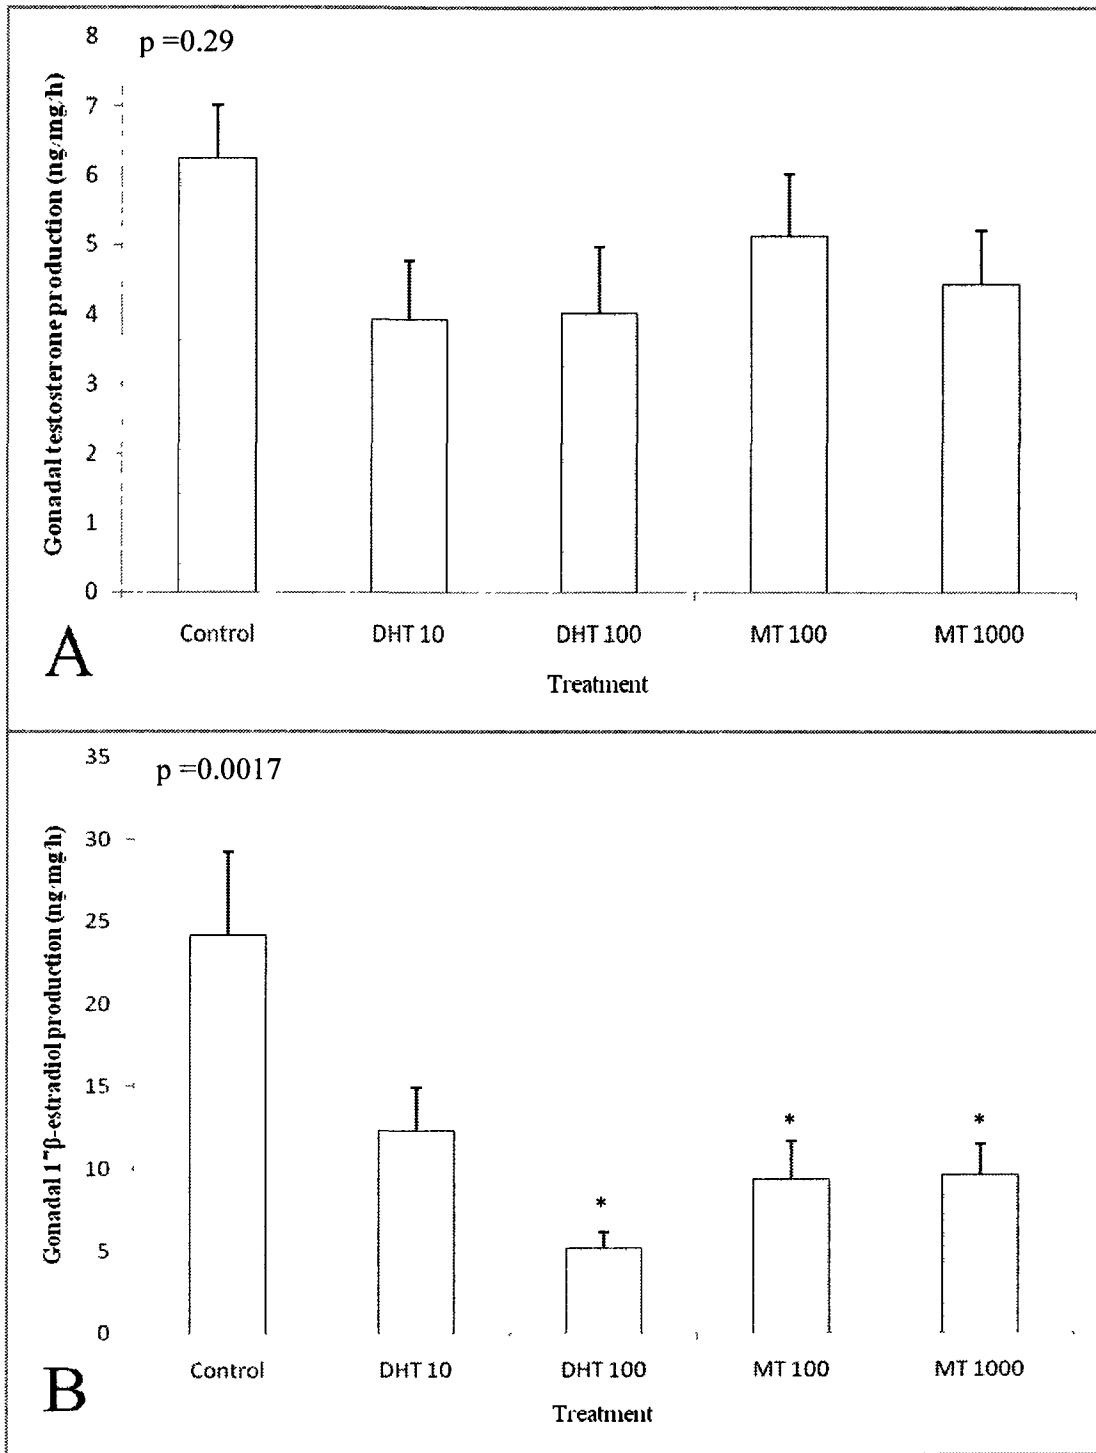 p =0.29
Gonadal testosterone production (ng/mg/h)
8
7
6
5
4
3
2
1
0
Control DHT 10 DHT 100 MT 100 MT 1000
Treatment
A
p =0.0017
Gonadal 17β-estradiol production (ng/mg/h)
35
30
25
20
15
10
5
0
* * *
Control DHT 10 DHT 100 MT 100 MT 1000
Treatment
B